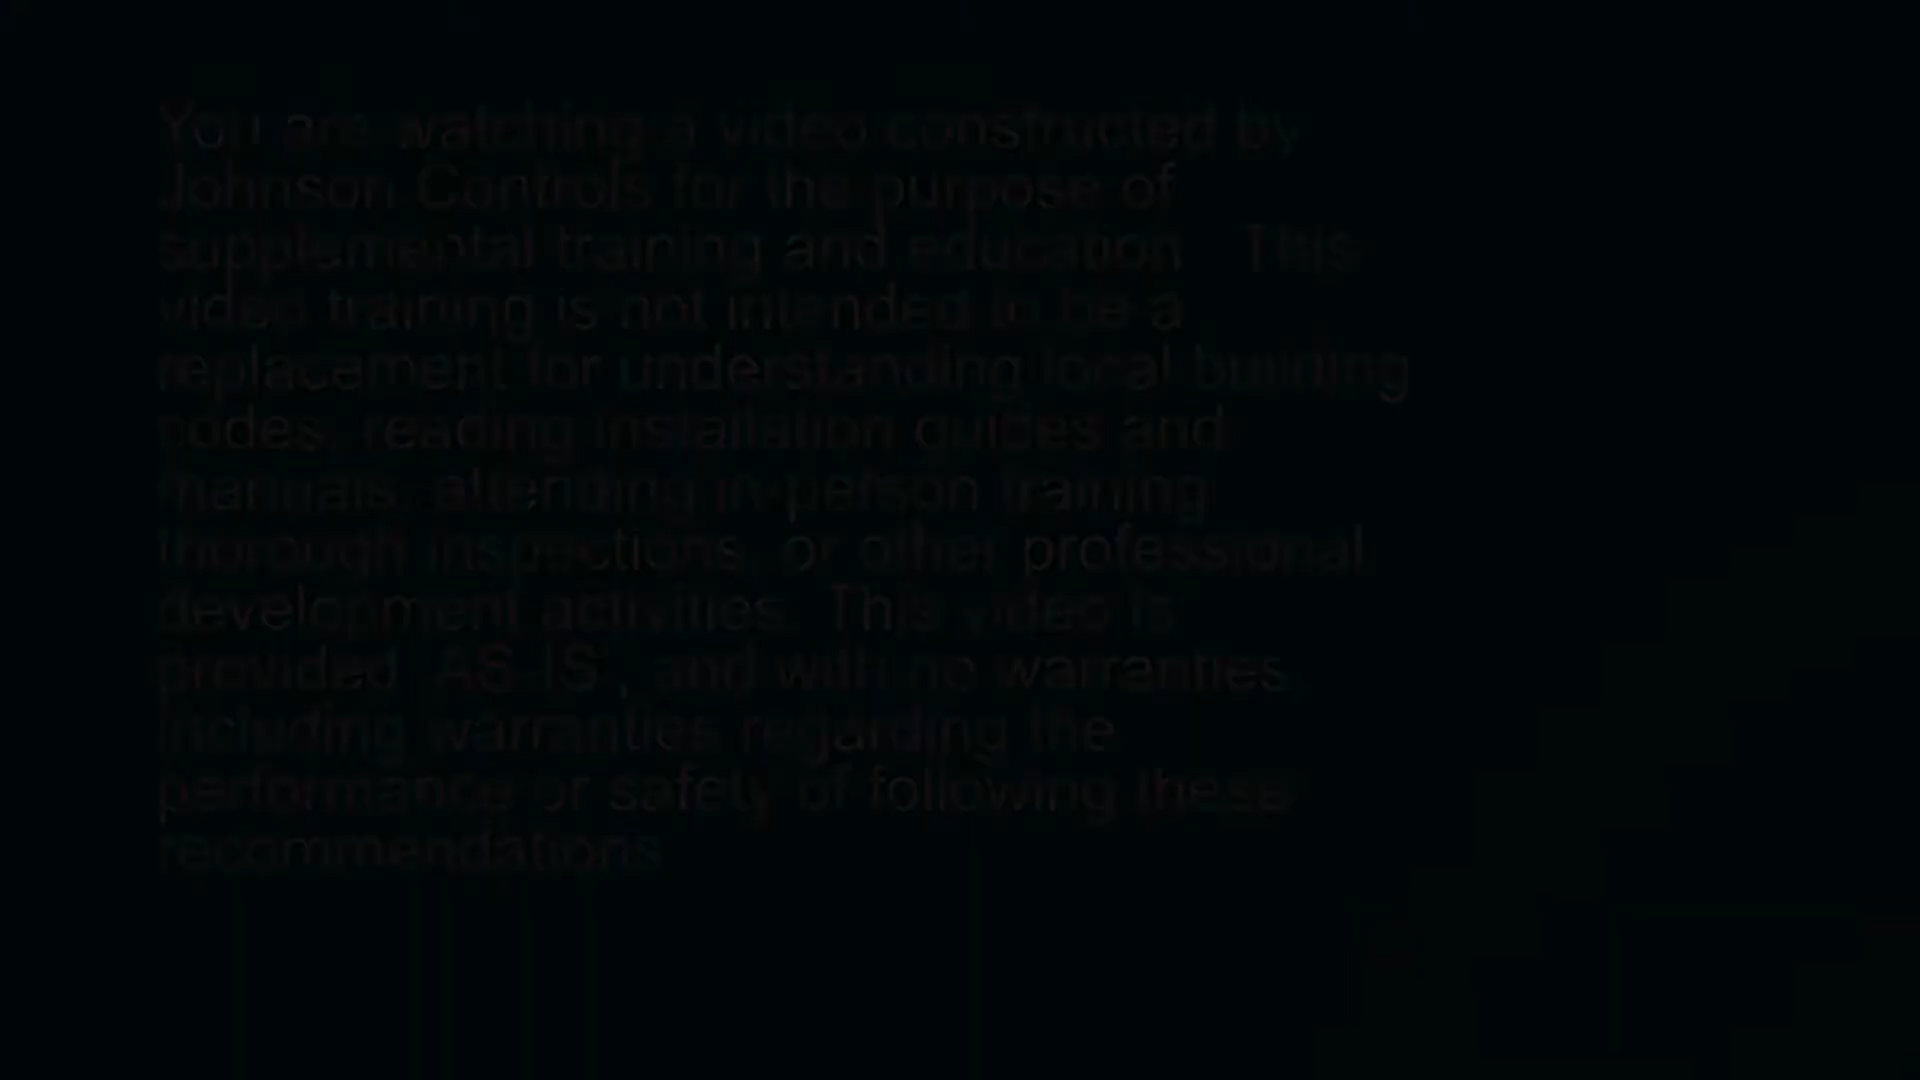 You are watching a video constructed by
Johnson Controls for the purpose of
supplemental training and education. This
video training is not intended to be a
replacement for understanding local building
codes, reading installation guides and
manuals, attending in-person training,
thorough inspections, or other professional
development activities. This video is
provided "AS IS", and with no warranties,
including warranties regarding the
performance or safety of following these
recommendations.